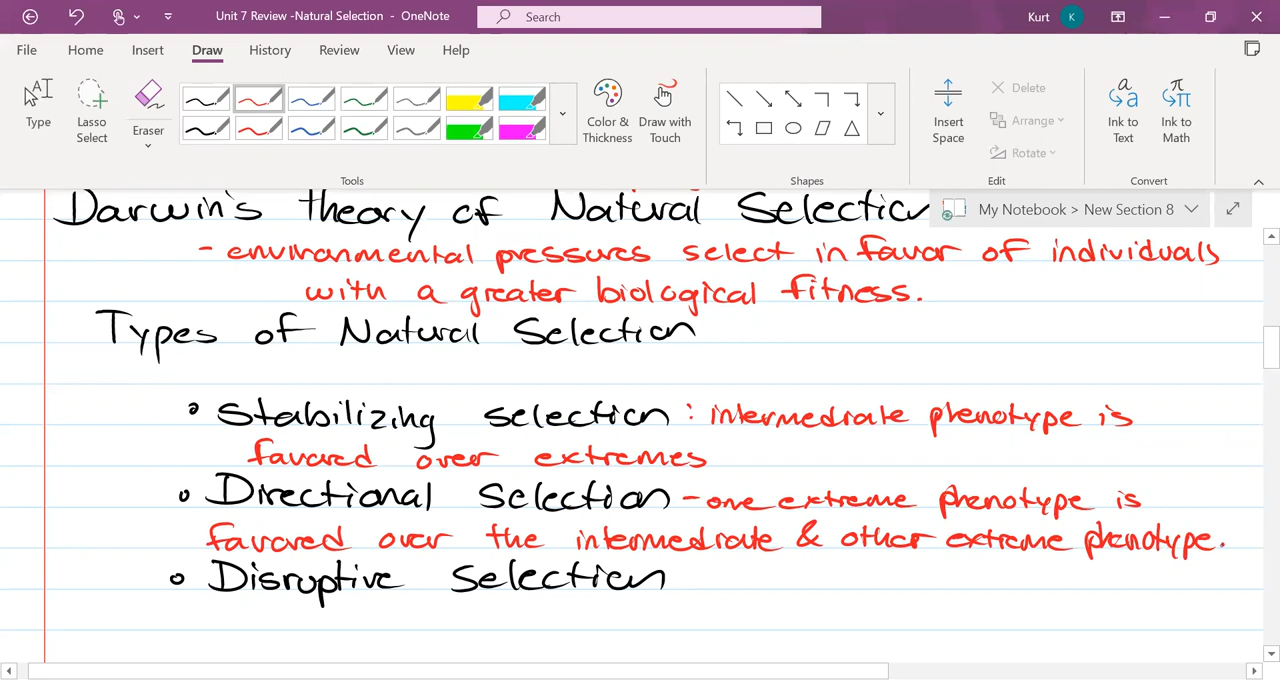 Unit 7 Review -Natural Selection - OneNote
Search
Kurt K
File Home Insert Draw History Review View Help
Type
Lasso Select
Eraser
Color & Thickness
Draw with Touch
Insert Space
Delete
Arrange
Rotate
Ink to Text
Ink to Math
Tools Shapes Edit Convert
My Notebook > New Section 8
Darwin's theory of Natural Selection
- environmental pressures select in favor of individuals
with a greater biological fitness.
Types of Natural Selection
• Stabilizing selection : intermediate phenotype is
favored over extremes
• Directional Selection - one extreme phenotype is
favored over the intermediate & other extreme phenotype.
• Disruptive Selection